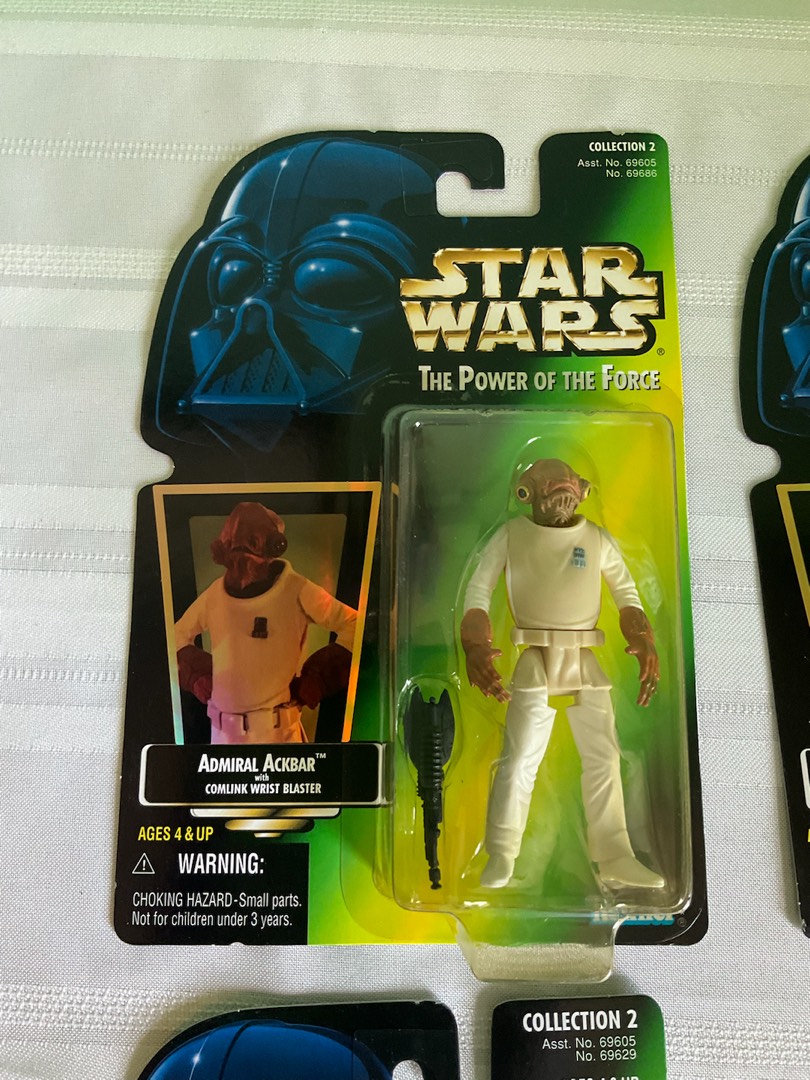 COLLECTION 2
Asst. No. 69605
No. 69686
STAR
WARS®
THE POWER OF THE FORCE
ADMIRAL ACKBAR™
with
COMLINK WRIST BLASTER
AGES 4 & UP
WARNING:
CHOKING HAZARD-Small parts.
Not for children under 3 years.
®
COLLECTION 2
Asst. No. 69605
No. 69629